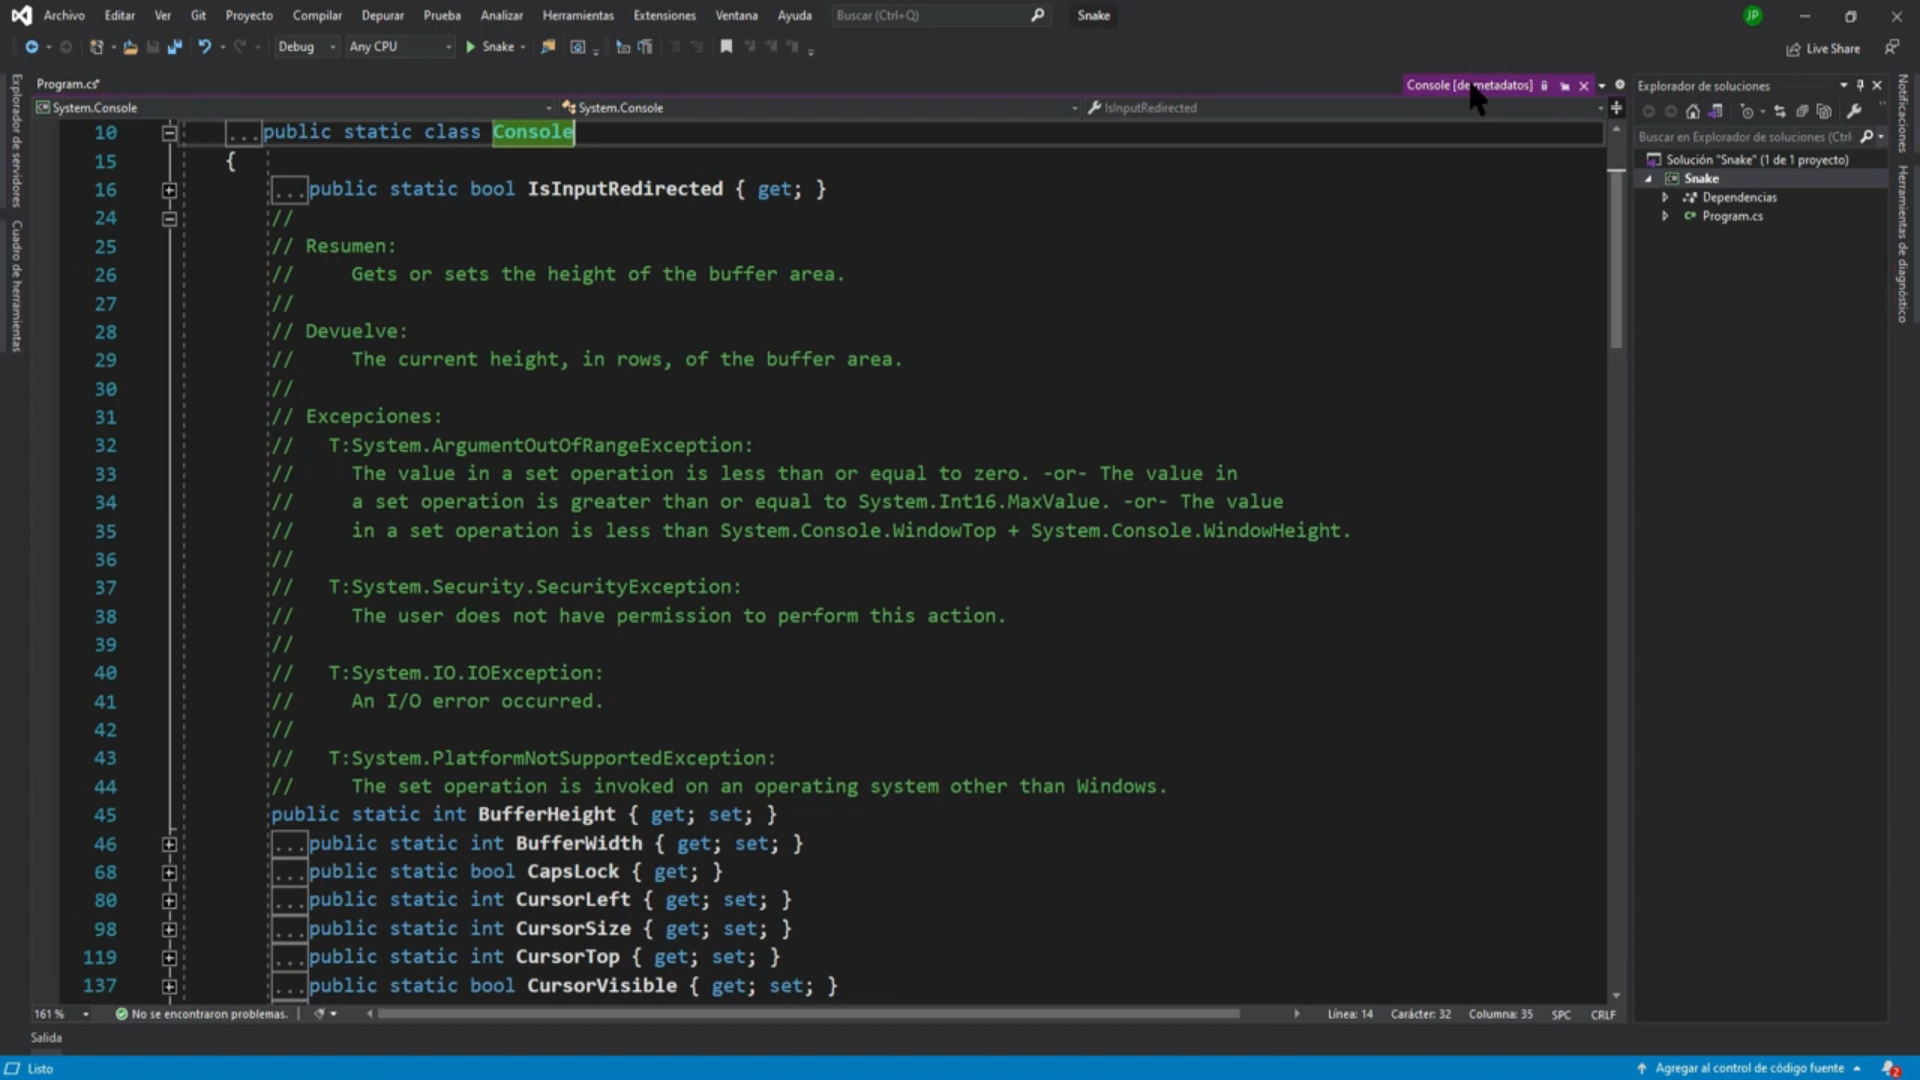 Archivo Editar Ver Git Proyecto Compilar Depurar Prueba Analizar Herramientas Extensiones Ventana Ayuda Buscar (Ctrl+Q) Snake JP
Debug Any CPU Snake Live Share
Program.cs* Console [de metadatos] Explorador de soluciones
System.Console System.Console IsInputRedirected
Buscar en Explorador de soluciones (Ctrl
Solución "Snake" (1 de 1 proyecto)
Snake
Dependencias
Program.cs
Explorador de servidores
Cuadro de herramientas
Notificaciones
Herramientas de diagnóstico
10 ...public static class Console
15 {
16 ...public static bool IsInputRedirected { get; }
24 //
25 // Resumen:
26 // Gets or sets the height of the buffer area.
27 //
28 // Devuelve:
29 // The current height, in rows, of the buffer area.
30 //
31 // Excepciones:
32 // T:System.ArgumentOutOfRangeException:
33 // The value in a set operation is less than or equal to zero. -or- The value in
34 // a set operation is greater than or equal to System.Int16.MaxValue. -or- The value
35 // in a set operation is less than System.Console.WindowTop + System.Console.WindowHeight.
36 //
37 // T:System.Security.SecurityException:
38 // The user does not have permission to perform this action.
39 //
40 // T:System.IO.IOException:
41 // An I/O error occurred.
42 //
43 // T:System.PlatformNotSupportedException:
44 // The set operation is invoked on an operating system other than Windows.
45 public static int BufferHeight { get; set; }
46 ...public static int BufferWidth { get; set; }
68 ...public static bool CapsLock { get; }
80 ...public static int CursorLeft { get; set; }
98 ...public static int CursorSize { get; set; }
119 ...public static int CursorTop { get; set; }
137 ...public static bool CursorVisible { get; set; }
161 % No se encontraron problemas. Línea: 14 Carácter: 32 Columna: 35 SPC CRLF
Salida
Listo Agregar al control de código fuente 2